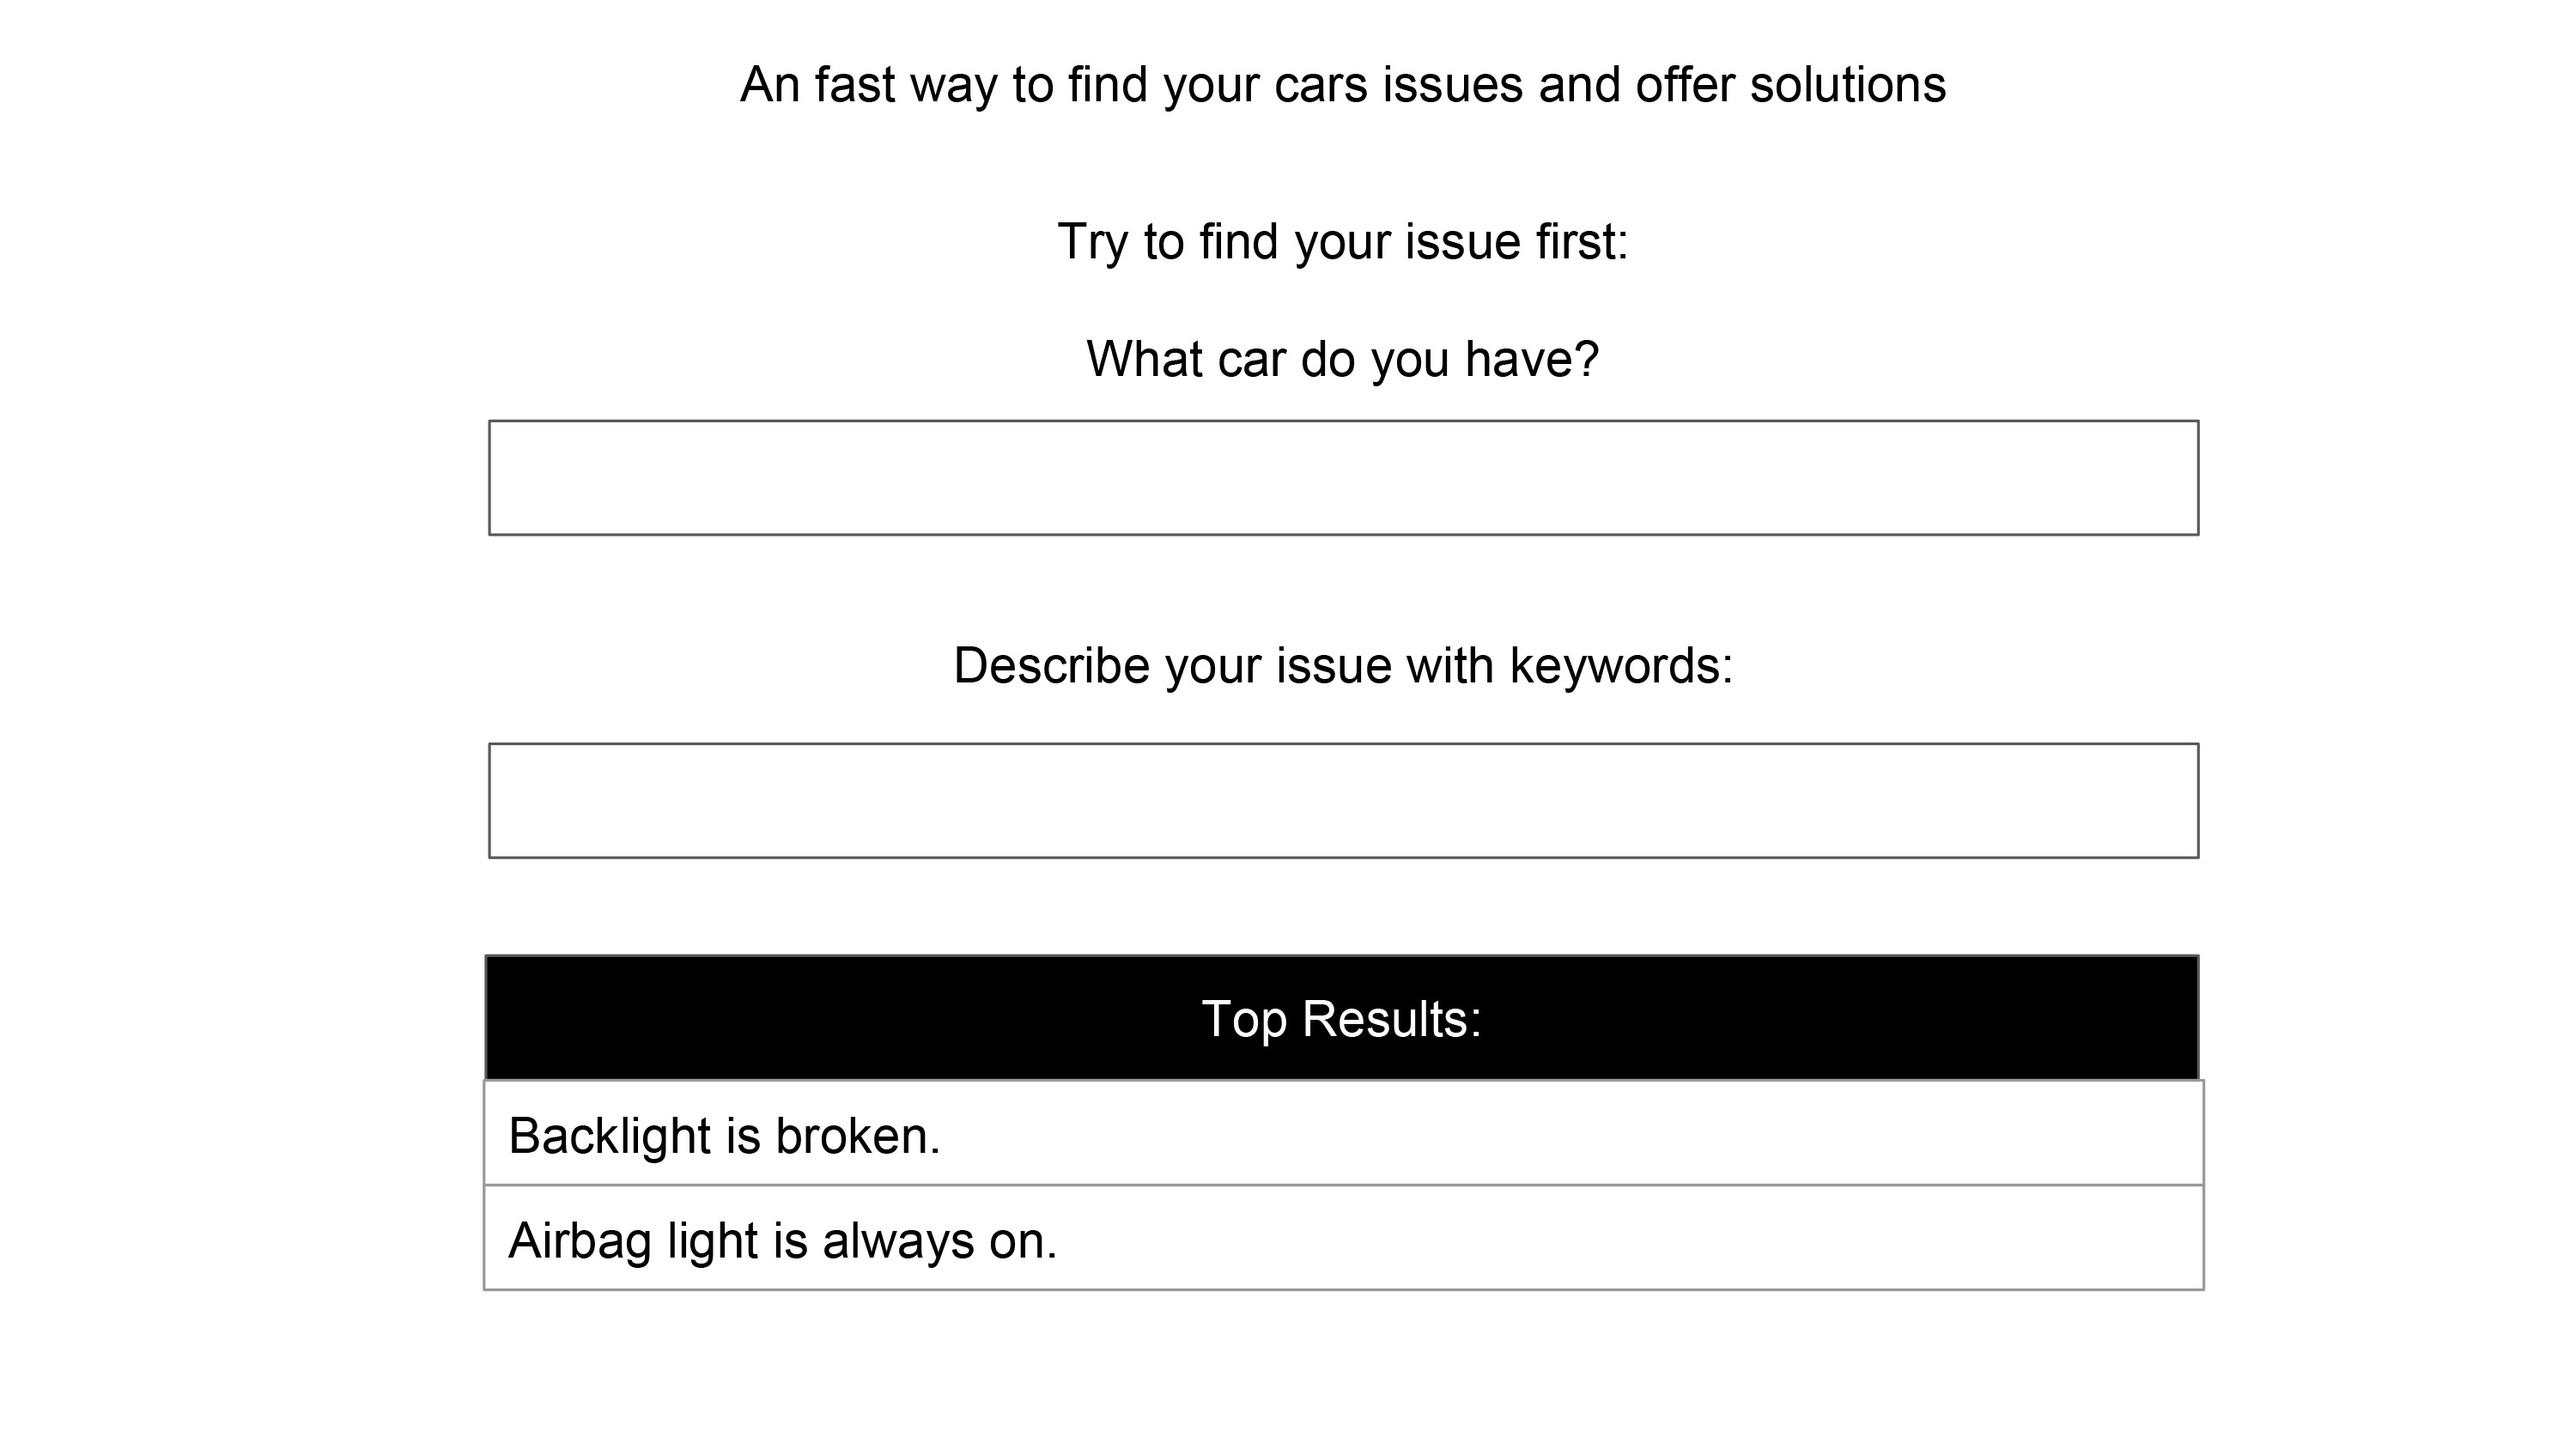 An fast way to find your cars issues and offer solutions
Try to find your issue first:
What car do you have?
Describe your issue with keywords:
Top Results:
Backlight is broken.
Airbag light is always on.